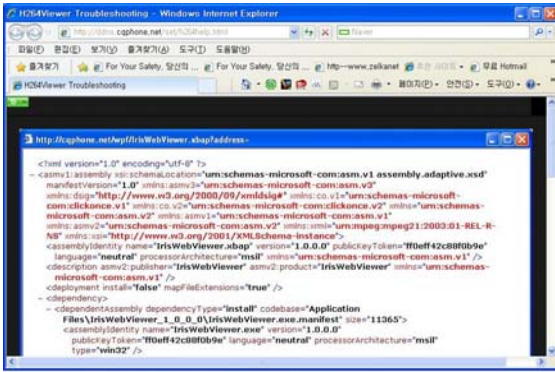 H264Viewer Troubleshooting - Windows Internet Explorer
http://ddns.cqphone.net/set/h264help.html
Naver
파일(F) 편집(E) 보기(V) 즐겨찾기(A) 도구(T) 도움말(H)
즐겨찾기 For Your Safety, 당신의 ... For Your Safety, 당신의 ... http--www.zelkanet 무료 Hotmail
H264Viewer Troubleshooting 페이지(P) 안전(S) 도구(O)
http://cqphone.net/wpf/IrisWebViewer.xbap?address=
<?xml version="1.0" encoding="utf-8" ?>
- <asmv1:assembly xsi:schemaLocation="urn:schemas-microsoft-com:asm.v1 assembly.adaptive.xsd"
manifestVersion="1.0" xmlns:asmv3="urn:schemas-microsoft-com:asm.v3"
xmlns:dsig="http://www.w3.org/2000/09/xmldsig#" xmlns:co.v1="urn:schemas-microsoft-
com:clickonce.v1" xmlns:co.v2="urn:schemas-microsoft-com:clickonce.v2" xmlns="urn:schemas-
microsoft-com:asm.v2" xmlns:asmv1="urn:schemas-microsoft-com:asm.v1"
xmlns:asmv2="urn:schemas-microsoft-com:asm.v2" xmlns:xrml="urn:mpeg:mpeg21:2003:01-REL-R-
NS" xmlns:xsi="http://www.w3.org/2001/XMLSchema-instance">
<assemblyIdentity name="IrisWebViewer.xbap" version="1.0.0.0" publicKeyToken="ff0eff42c88f0b9e"
language="neutral" processorArchitecture="msil" xmlns="urn:schemas-microsoft-com:asm.v1" />
<description asmv2:publisher="IrisWebViewer" asmv2:product="IrisWebViewer" xmlns="urn:schemas-
microsoft-com:asm.v1" />
<deployment install="false" mapFileExtensions="true" />
- <dependency>
- <dependentAssembly dependencyType="install" codebase="Application
Files\IrisWebViewer_1_0_0_0\IrisWebViewer.exe.manifest" size="11365">
<assemblyIdentity name="IrisWebViewer.exe" version="1.0.0.0"
publicKeyToken="ff0eff42c88f0b9e" language="neutral" processorArchitecture="msil"
type="win32" />